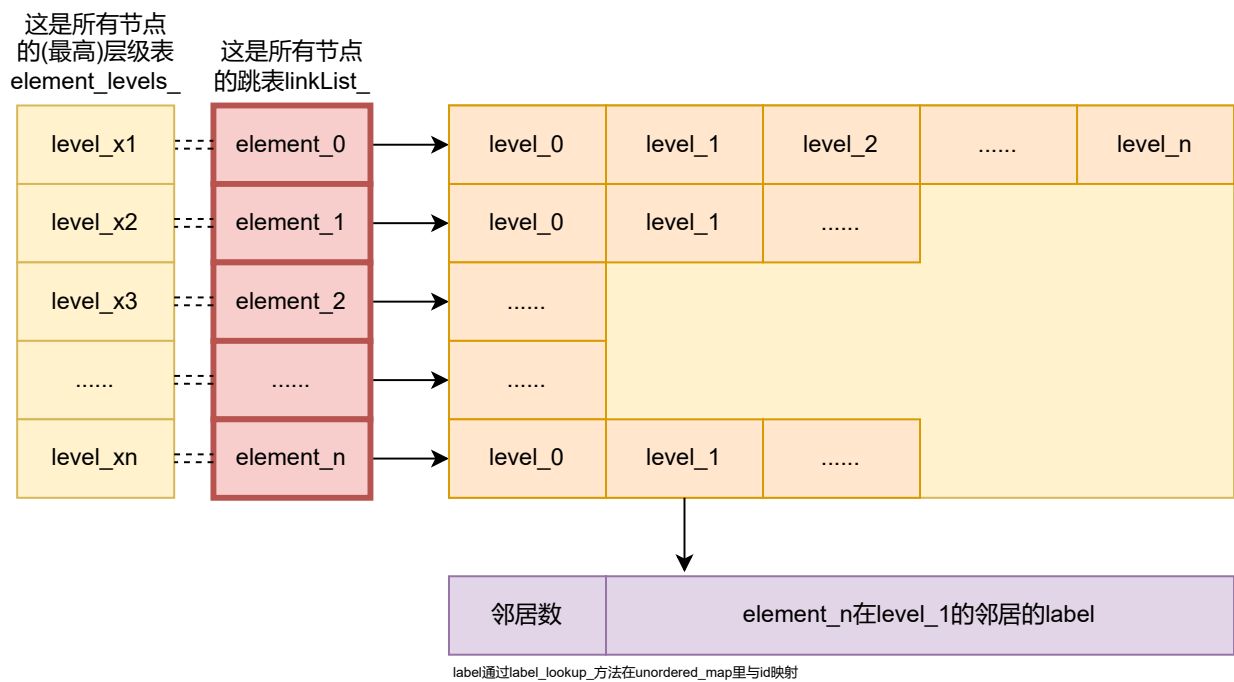 这是所有节点
的(最高)层级表
element_levels_
这是所有节点
的跳表linkList_
level_x1
element_0
level_0
level_1
level_2
......
level_n
level_x2
element_1
level_0
level_1
......
level_x3
element_2
......
......
......
......
level_xn
element_n
level_0
level_1
......
邻居数
element_n在level_1的邻居的label
label通过label_lookup_方法在unordered_map里与id映射